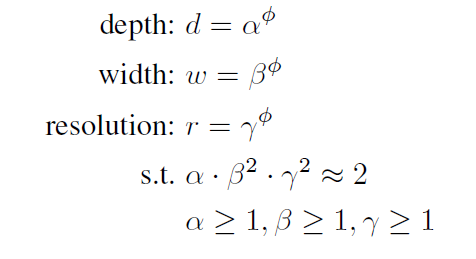 depth: d = α^ϕ
width: w = β^ϕ
resolution: r = γ^ϕ
s.t. α · β² · γ² ≈ 2
α ≥ 1, β ≥ 1, γ ≥ 1